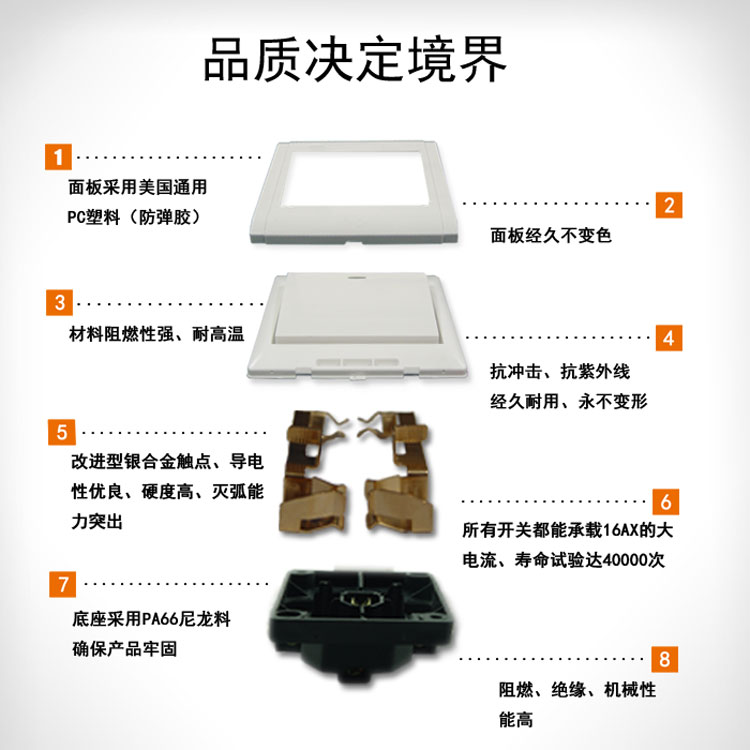 品质决定境界
1
面板采用美国通用
PC塑料（防弹胶）
2
面板经久不变色
3
材料阻燃性强、耐高温
4
抗冲击、抗紫外线
经久耐用、永不变形
5
改进型银合金触点、导电
性优良、硬度高、灭弧能
力突出
6
所有开关都能承载16AX的大
电流、寿命试验达40000次
7
底座采用PA66尼龙料
确保产品牢固
8
阻燃、绝缘、机械性
能高